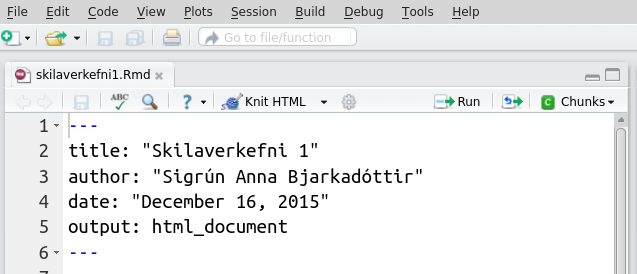 File Edit Code View Plots Session Build Debug Tools Help
Go to file/function
skilaverkefni1.Rmd
ABC ? Knit HTML Run C Chunks
1 ---
2 title: "Skilaverkefni 1"
3 author: "Sigrún Anna Bjarkadóttir"
4 date: "December 16, 2015"
5 output: html_document
6 ---